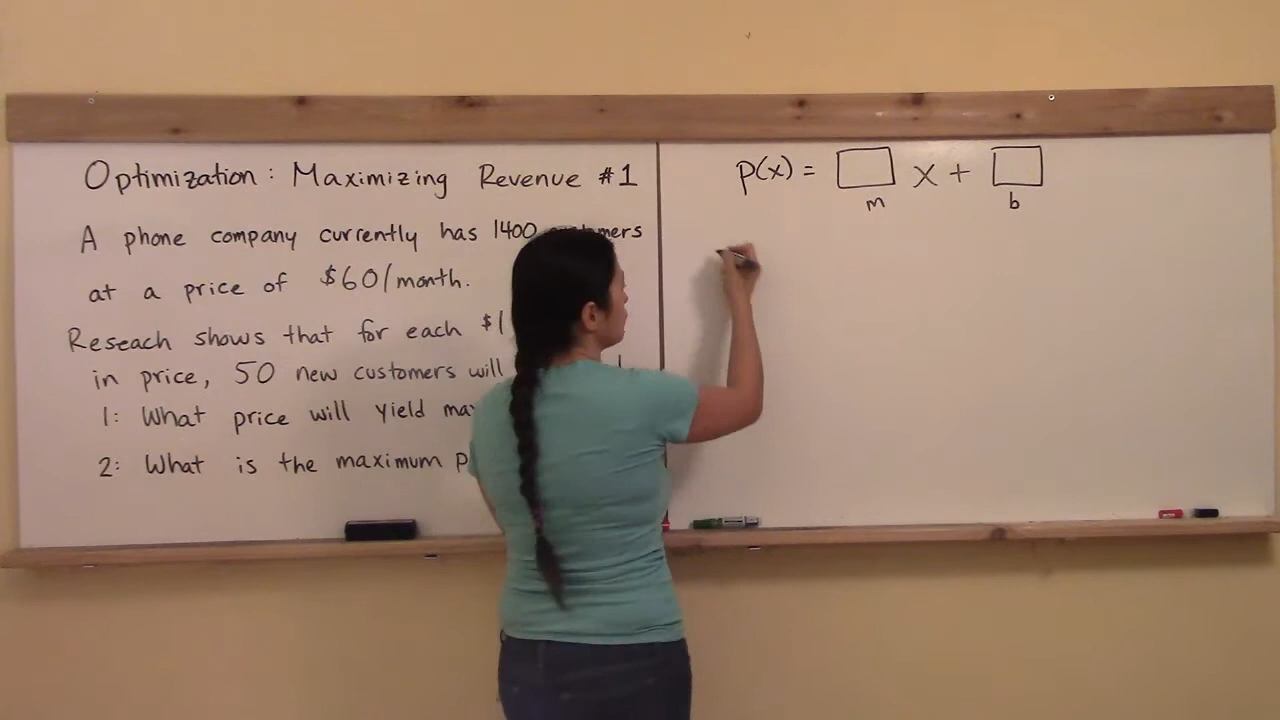 Optimization: Maximizing Revenue #1
A phone company currently has 1400
at a price of $60/month.
Reseach shows that for each $1
in price, 50 new customers will
1: What price will yield
2: What is the maximum
p(x) = x +
m b